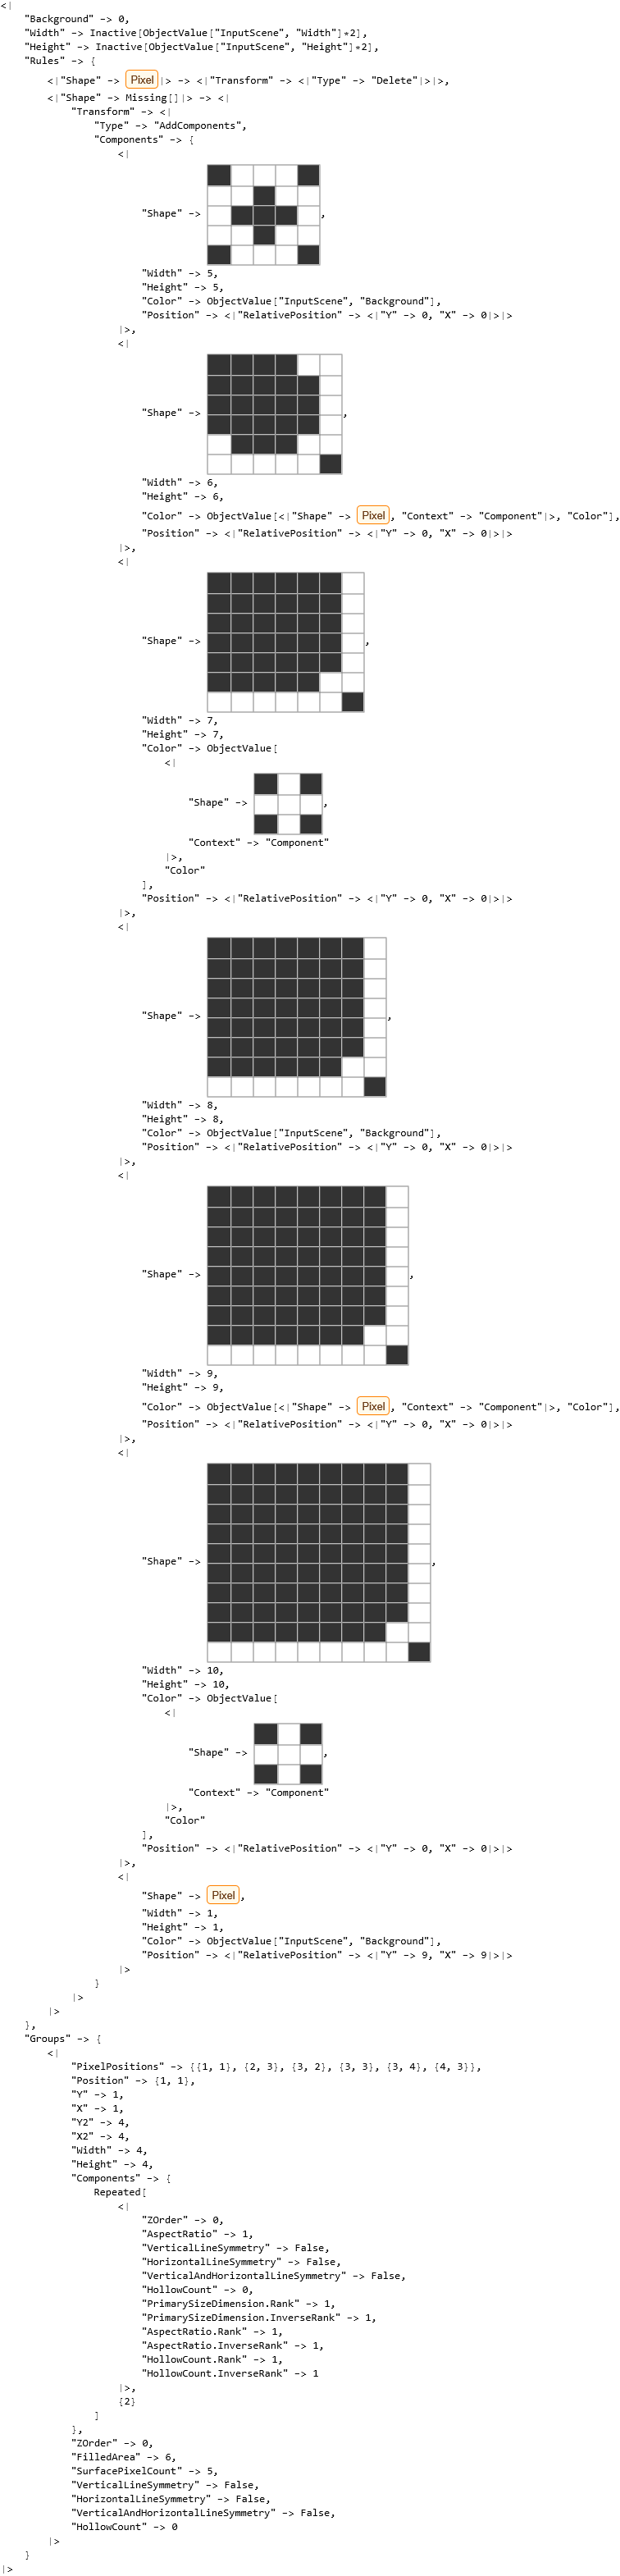 <|
"Background" -> 0,
"Width" -> Inactive[ObjectValue["InputScene", "Width"]*2],
"Height" -> Inactive[ObjectValue["InputScene", "Height"]*2],
"Rules" -> {
<|"Shape" -> Pixel|> -> <|"Transform" -> <|"Type" -> "Delete"|>|>,
<|"Shape" -> Missing[]|> -> <|
"Transform" -> <|
"Type" -> "AddComponents",
"Components" -> {
<|
"Shape" -> ,
"Width" -> 5,
"Height" -> 5,
"Color" -> ObjectValue["InputScene", "Background"],
"Position" -> <|"RelativePosition" -> <|"Y" -> 0, "X" -> 0|>|>
|>,
<|
"Shape" -> ,
"Width" -> 6,
"Height" -> 6,
"Color" -> ObjectValue[<|"Shape" -> Pixel, "Context" -> "Component"|>, "Color"],
"Position" -> <|"RelativePosition" -> <|"Y" -> 0, "X" -> 0|>|>
|>,
<|
"Shape" -> ,
"Width" -> 7,
"Height" -> 7,
"Color" -> ObjectValue[
<|
"Shape" -> ,
"Context" -> "Component"
|>,
"Color"
],
"Position" -> <|"RelativePosition" -> <|"Y" -> 0, "X" -> 0|>|>
|>,
<|
"Shape" -> ,
"Width" -> 8,
"Height" -> 8,
"Color" -> ObjectValue["InputScene", "Background"],
"Position" -> <|"RelativePosition" -> <|"Y" -> 0, "X" -> 0|>|>
|>,
<|
"Shape" -> ,
"Width" -> 9,
"Height" -> 9,
"Color" -> ObjectValue[<|"Shape" -> Pixel, "Context" -> "Component"|>, "Color"],
"Position" -> <|"RelativePosition" -> <|"Y" -> 0, "X" -> 0|>|>
|>,
<|
"Shape" -> ,
"Width" -> 10,
"Height" -> 10,
"Color" -> ObjectValue[
<|
"Shape" -> ,
"Context" -> "Component"
|>,
"Color"
],
"Position" -> <|"RelativePosition" -> <|"Y" -> 0, "X" -> 0|>|>
|>,
<|
"Shape" -> Pixel,
"Width" -> 1,
"Height" -> 1,
"Color" -> ObjectValue["InputScene", "Background"],
"Position" -> <|"RelativePosition" -> <|"Y" -> 9, "X" -> 9|>|>
|>
}
|>
|>
},
"Groups" -> {
<|
"PixelPositions" -> {{1, 1}, {2, 3}, {3, 2}, {3, 3}, {3, 4}, {4, 3}},
"Position" -> {1, 1},
"Y" -> 1,
"X" -> 1,
"Y2" -> 4,
"X2" -> 4,
"Width" -> 4,
"Height" -> 4,
"Components" -> {
Repeated[
<|
"ZOrder" -> 0,
"AspectRatio" -> 1,
"VerticalLineSymmetry" -> False,
"HorizontalLineSymmetry" -> False,
"VerticalAndHorizontalLineSymmetry" -> False,
"HollowCount" -> 0,
"PrimarySizeDimension.Rank" -> 1,
"PrimarySizeDimension.InverseRank" -> 1,
"AspectRatio.Rank" -> 1,
"AspectRatio.InverseRank" -> 1,
"HollowCount.Rank" -> 1,
"HollowCount.InverseRank" -> 1
|>,
{2}
]
},
"ZOrder" -> 0,
"FilledArea" -> 6,
"SurfacePixelCount" -> 5,
"VerticalLineSymmetry" -> False,
"HorizontalLineSymmetry" -> False,
"VerticalAndHorizontalLineSymmetry" -> False,
"HollowCount" -> 0
|>
}
|>